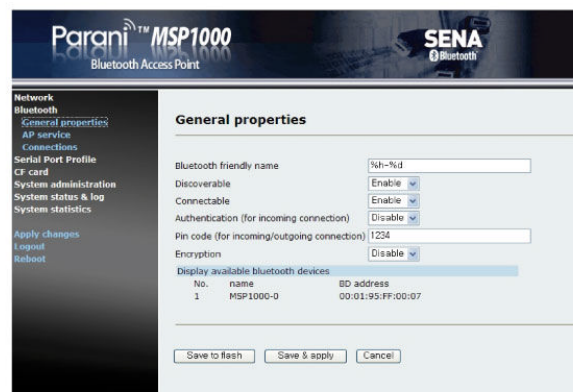 Parani™ MSP1000
Bluetooth Access Point
SENA
Bluetooth
Network
Bluetooth
General properties
AP service
Connections
Serial Port Profile
CF card
System administration
System status & log
System statistics
Apply changes
Logout
Reboot
General properties
Bluetooth friendly name %h-%d
Discoverable Enable
Connectable Enable
Authentication (for incoming connection) Disable
Pin code (for incoming/outgoing connection) 1234
Encryption Disable
Display available bluetooth devices
No. name BD address
1 MSP1000-0 00:01:95:FF:00:07
Save to flash Save & apply Cancel